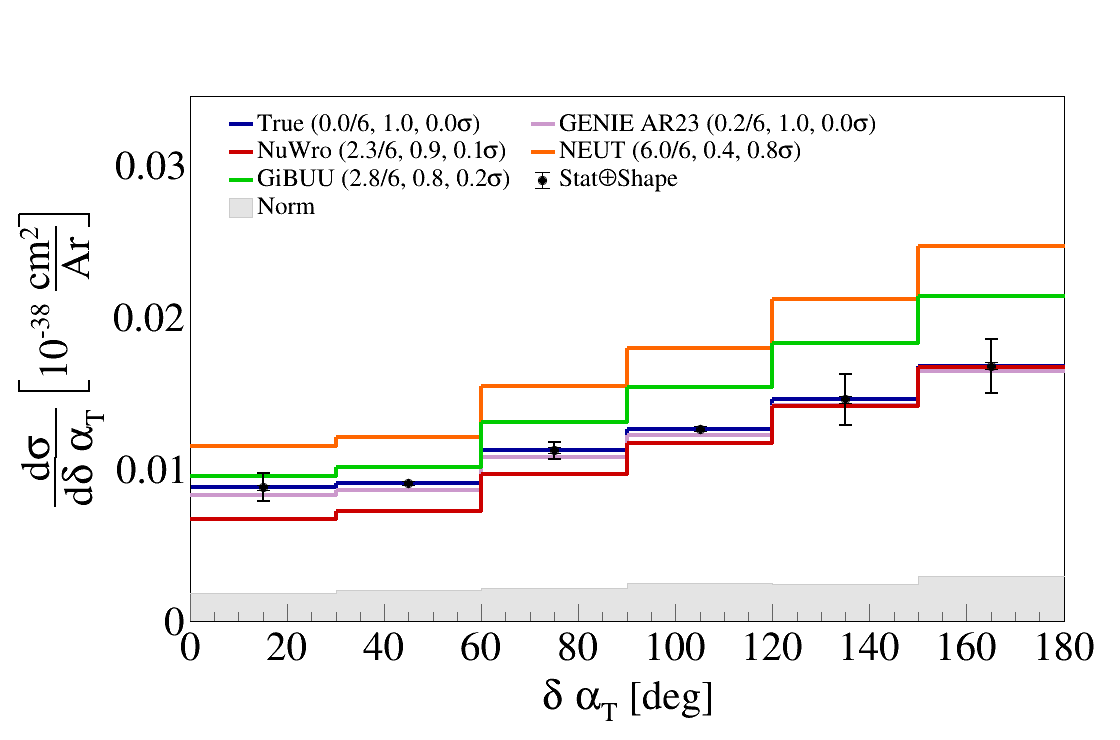 True (0.0/6, 1.0, 0.0σ)
GENIE AR23 (0.2/6, 1.0, 0.0σ)
NuWro (2.3/6, 0.9, 0.1σ)
NEUT (6.0/6, 0.4, 0.8σ)
GiBUU (2.8/6, 0.8, 0.2σ)
Stat⊕Shape
Norm
dσ/dδ α_T [10^-38 cm^2/Ar]
0.03
0.02
0.01
0
0 20 40 60 80 100 120 140 160 180
δ α_T [deg]